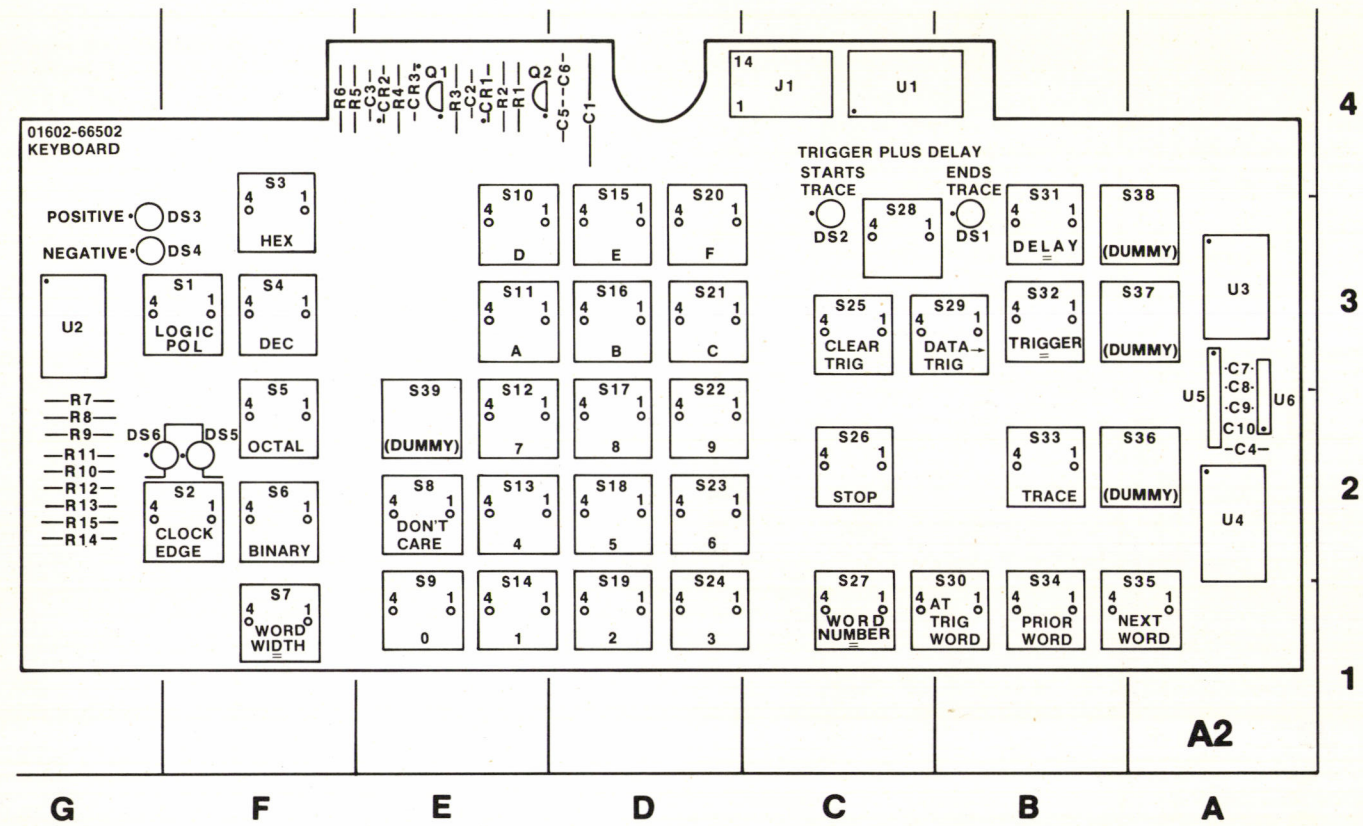 R6
R5
C3
CR2
R4
CR3
Q1
R3
C2
CR1
R2
R1
Q2
C5
C6
C1
14
1
J1
U1
4
01602-66502
KEYBOARD
TRIGGER PLUS DELAY
STARTS
TRACE
ENDS
TRACE
POSITIVE DS3
NEGATIVE DS4
S3
4 1
HEX
S10
4 1
D
S15
4 1
E
S20
4 1
F
DS2
S28
4 1
DS1
S31
4 1
DELAY
=
S38
(DUMMY)
U2
S1
4 1
LOGIC
POL
S4
4 1
DEC
S11
4 1
A
S16
4 1
B
S21
4 1
C
S25
4 1
CLEAR
TRIG
S29
4 1
DATA→
TRIG
S32
4 1
TRIGGER
=
S37
(DUMMY)
U3
3
R7
R8
R9
R11
R10
R12
R13
R15
R14
DS6 DS5
S5
4 1
OCTAL
S39
(DUMMY)
S12
4 1
7
S17
4 1
8
S22
4 1
9
S26
4 1
STOP
S33
4 1
TRACE
S36
(DUMMY)
U5
C7
C8
C9
C10
U6
C4
S2
4 1
CLOCK
EDGE
S6
4 1
BINARY
S8
4 1
DON'T
CARE
S13
4 1
4
S18
4 1
5
S23
4 1
6
U4
2
S7
4 1
WORD
WIDTH
=
S9
4 1
0
S14
4 1
1
S19
4 1
2
S24
4 1
3
S27
4 1
WORD
NUMBER
=
S30
4 1
AT
TRIG
WORD
S34
4 1
PRIOR
WORD
S35
4 1
NEXT
WORD
1
A2
G F E D C B A